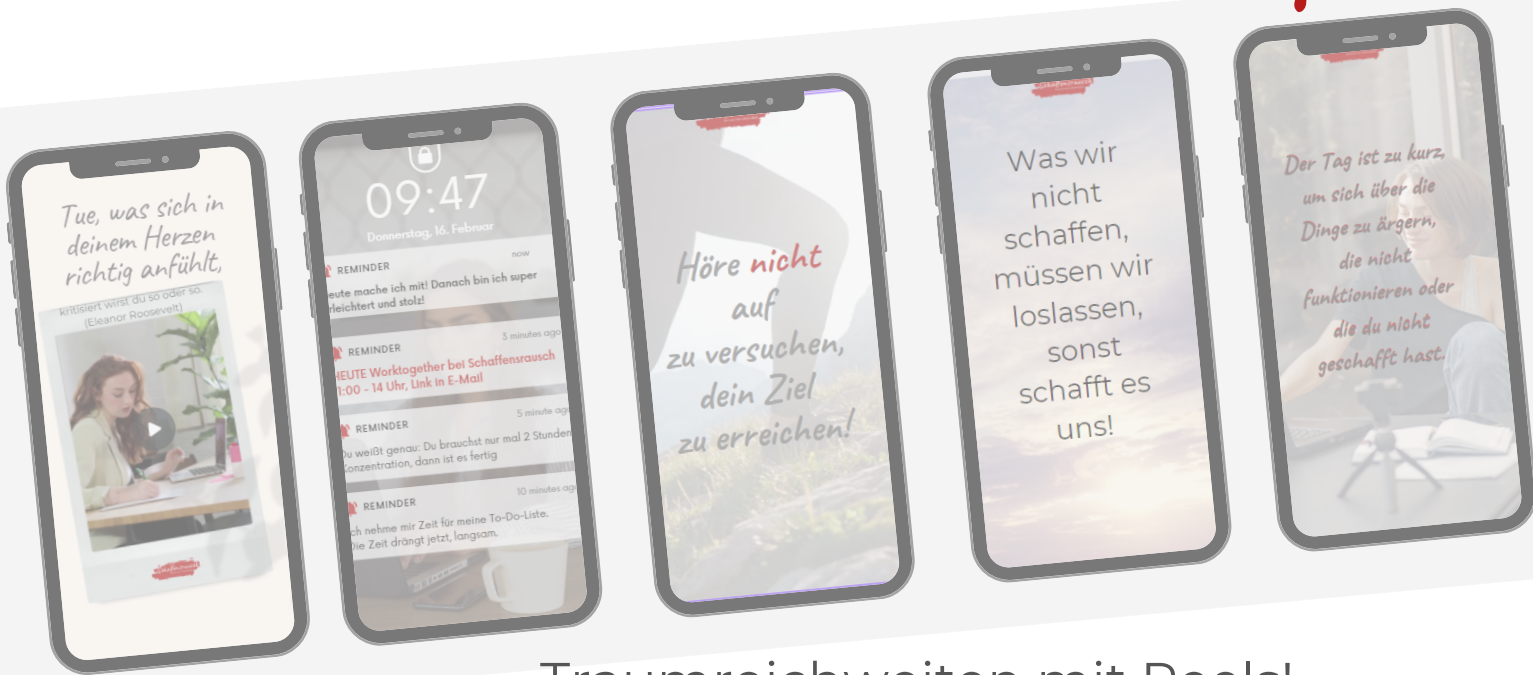 Tue, was sich in
deinem Herzen
richtig anfühlt,
kritisiert wirst du so oder so.
(Eleanor Roosevelt)
09:47
Donnerstag, 16. Februar
REMINDER
now
eute mache ich mit! Danach bin ich super
rleichtert und stolz!
REMINDER
3 minutes ago
HEUTE Worktogether bei Schaffensrausch
1:00 - 14 Uhr, Link in E-Mail
REMINDER
5 minute ago
Du weißt genau: Du brauchst nur mal 2 Stunden
Konzentration, dann ist es fertig
REMINDER
10 minutes ag
ch nehme mir Zeit für meine To-Do-Liste.
Die Zeit drängt jetzt, langsam.
Höre nicht
auf
zu versuchen,
dein Ziel
zu erreichen!
Was wir
nicht
schaffen,
müssen wir
loslassen,
sonst
schafft es
uns!
Der Tag ist zu kurz,
um sich über die
Dinge zu ärgern,
die nicht
funktionieren oder
die du nicht
geschafft hast.
Traumreichweiten mit Reels!